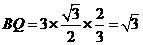 BQ = 3 × √3/2 × 2/3 = √3